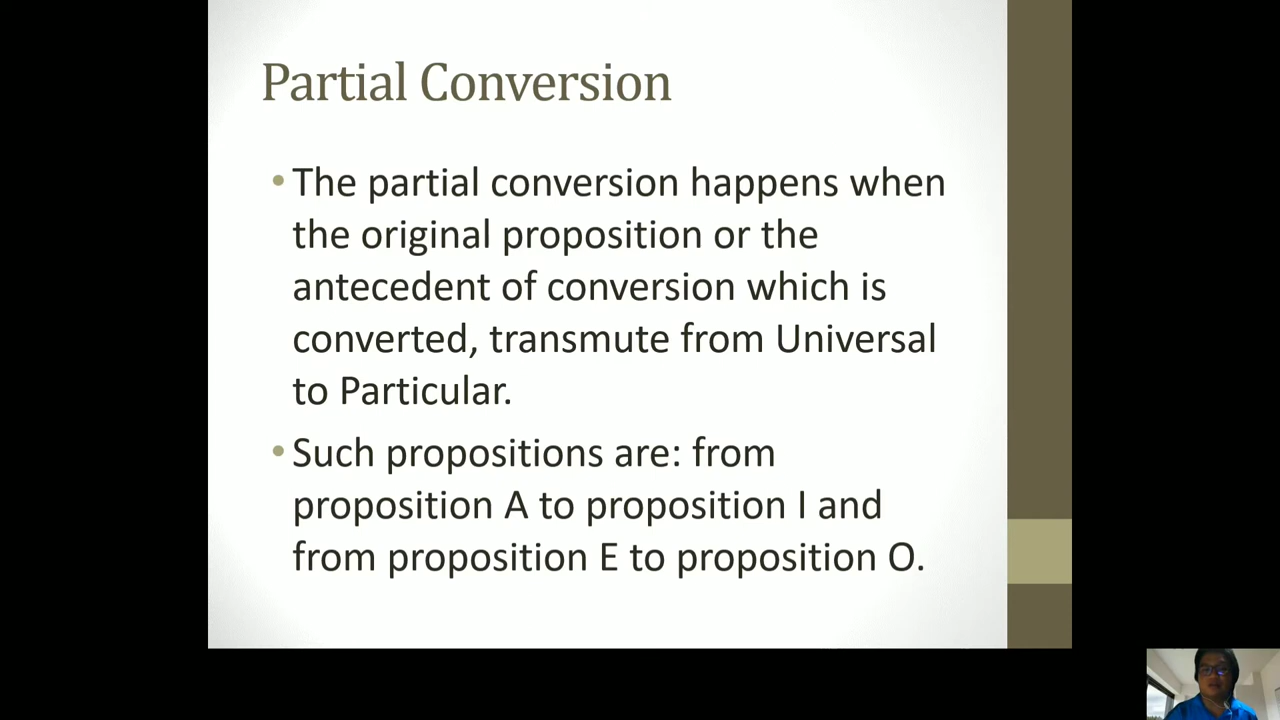 Partial Conversion
• The partial conversion happens when
the original proposition or the
antecedent of conversion which is
converted, transmute from Universal
to Particular.
• Such propositions are: from
proposition A to proposition I and
from proposition E to proposition O.